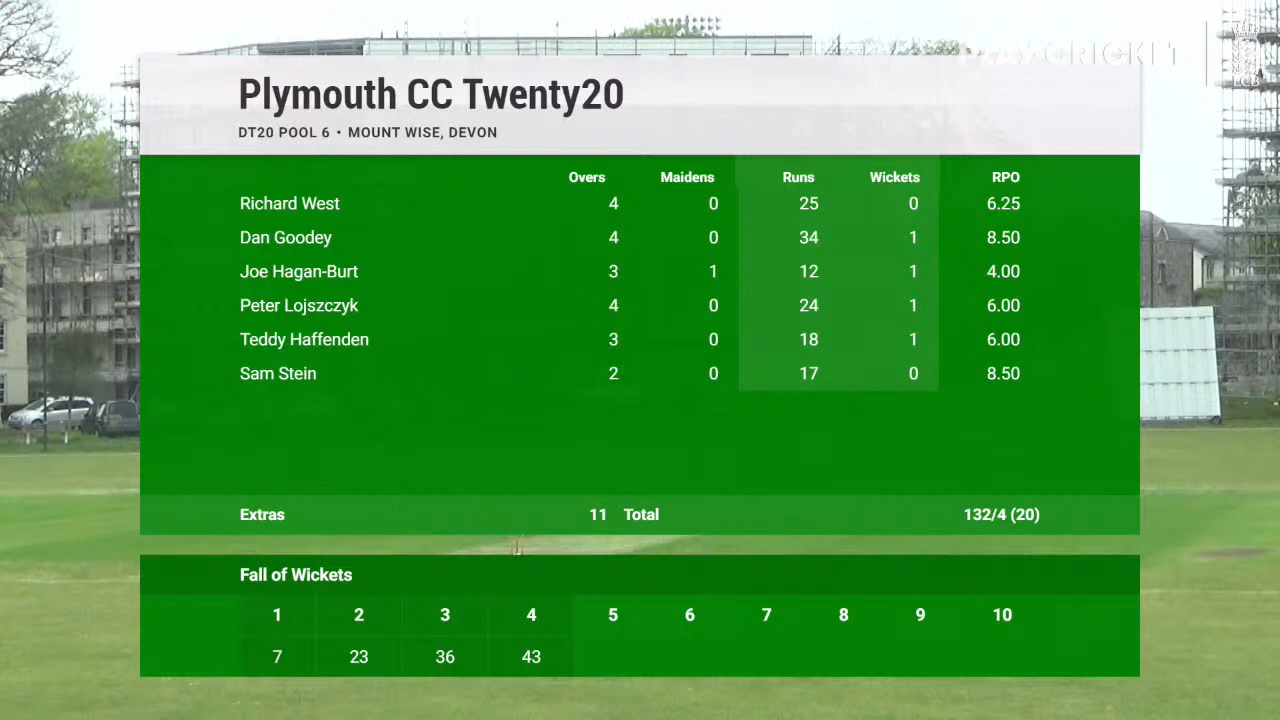 PLAY-CRICKET
Plymouth CC Twenty20
DT20 POOL 6 • MOUNT WISE, DEVON
Overs Maidens Runs Wickets RPO
Richard West 4 0 25 0 6.25
Dan Goodey 4 0 34 1 8.50
Joe Hagan-Burt 3 1 12 1 4.00
Peter Lojszczyk 4 0 24 1 6.00
Teddy Haffenden 3 0 18 1 6.00
Sam Stein 2 0 17 0 8.50
Extras 11 Total 132/4 (20)
Fall of Wickets
1 2 3 4 5 6 7 8 9 10
7 23 36 43